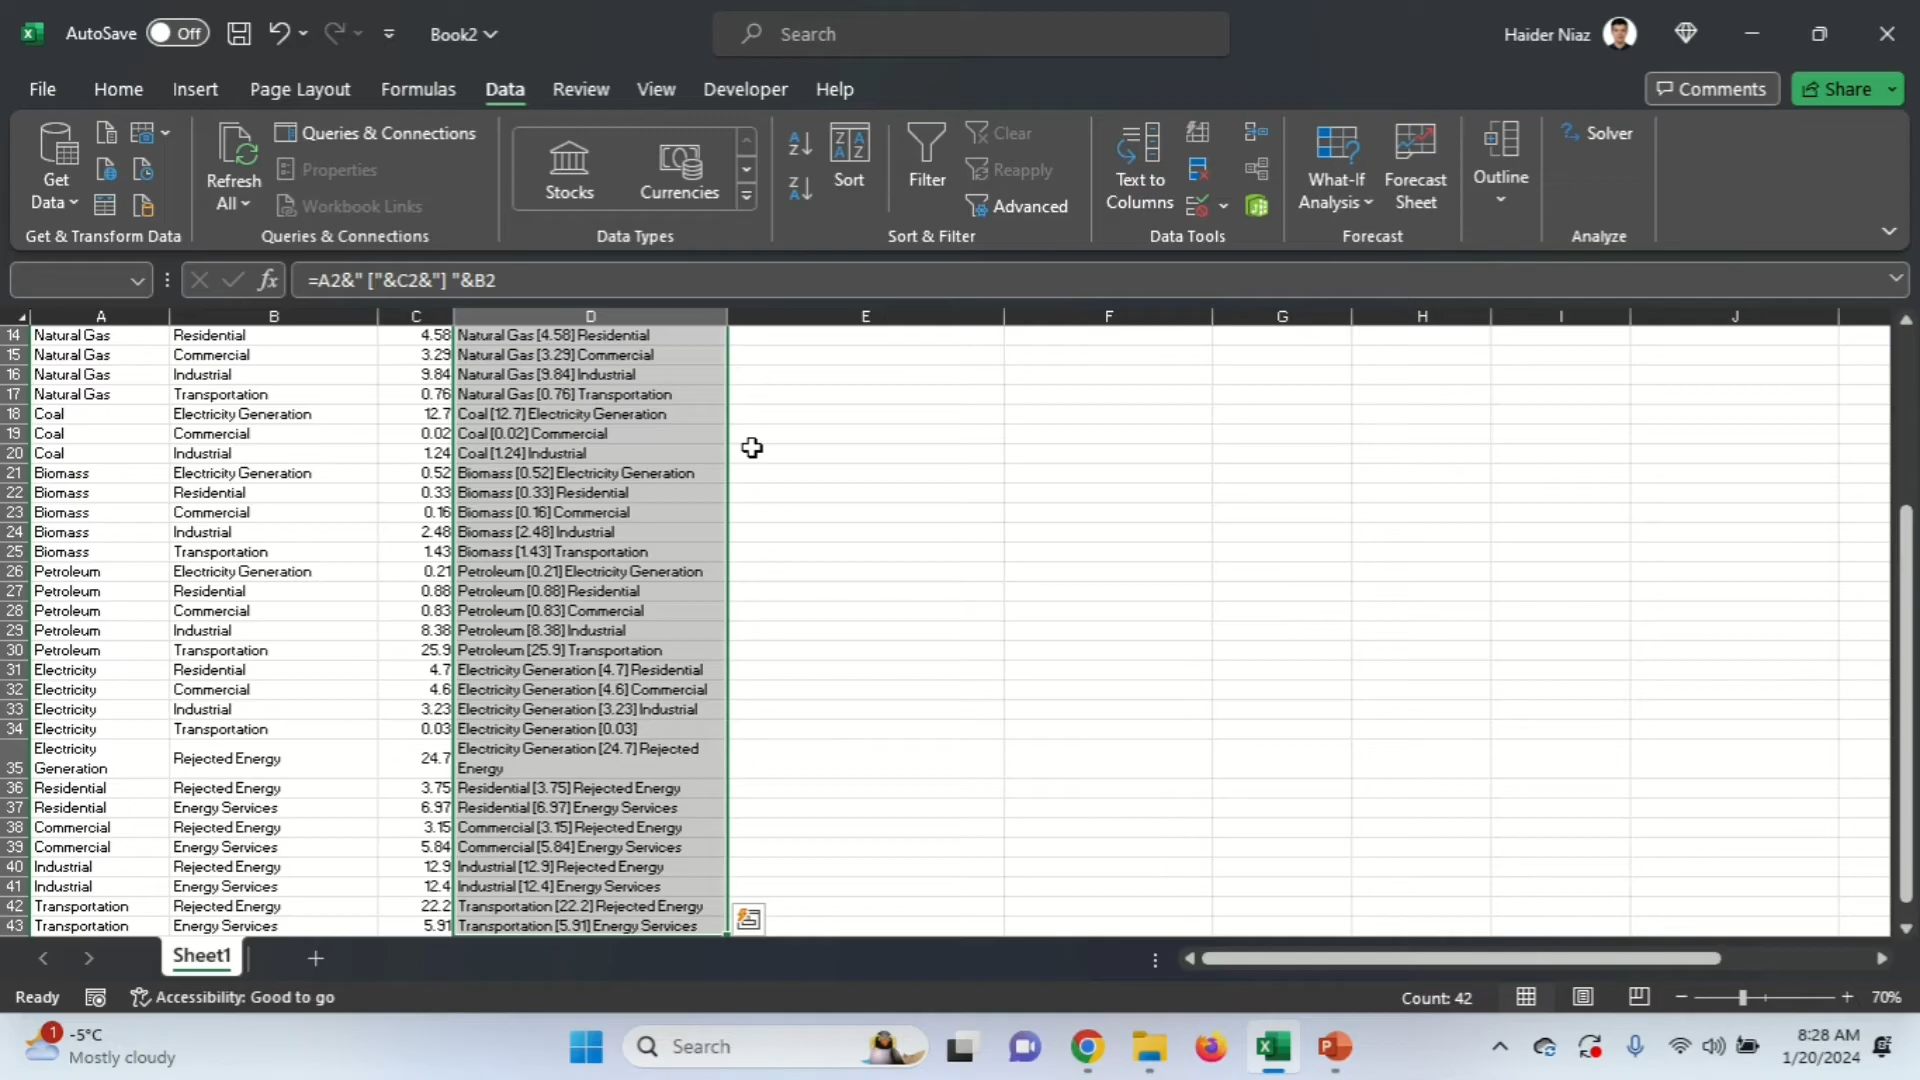 AutoSave Off Book2 Search Haider Niaz
File Home Insert Page Layout Formulas Data Review View Developer Help Comments Share
Get Data
Get & Transform Data
Refresh All
Queries & Connections
Properties
Workbook Links
Queries & Connections
Stocks Currencies
Data Types
Sort
Filter
Clear
Reapply
Advanced
Sort & Filter
Text to Columns
Data Tools
What-If Analysis
Forecast Sheet
Forecast
Outline
Solver
Analyze
fx =A2&" ["&C2&"] "&B2
A B C D E F G H I J
14 Natural Gas Residential 4.58 Natural Gas [4.58] Residential
15 Natural Gas Commercial 3.29 Natural Gas [3.29] Commercial
16 Natural Gas Industrial 9.84 Natural Gas [9.84] Industrial
17 Natural Gas Transportation 0.76 Natural Gas [0.76] Transportation
18 Coal Electricity Generation 12.7 Coal [12.7] Electricity Generation
19 Coal Commercial 0.02 Coal [0.02] Commercial
20 Coal Industrial 1.24 Coal [1.24] Industrial
21 Biomass Electricity Generation 0.52 Biomass [0.52] Electricity Generation
22 Biomass Residential 0.33 Biomass [0.33] Residential
23 Biomass Commercial 0.16 Biomass [0.16] Commercial
24 Biomass Industrial 2.48 Biomass [2.48] Industrial
25 Biomass Transportation 1.43 Biomass [1.43] Transportation
26 Petroleum Electricity Generation 0.21 Petroleum [0.21] Electricity Generation
27 Petroleum Residential 0.88 Petroleum [0.88] Residential
28 Petroleum Commercial 0.83 Petroleum [0.83] Commercial
29 Petroleum Industrial 8.38 Petroleum [8.38] Industrial
30 Petroleum Transportation 25.9 Petroleum [25.9] Transportation
31 Electricity Residential 4.7 Electricity Generation [4.7] Residential
32 Electricity Commercial 4.6 Electricity Generation [4.6] Commercial
33 Electricity Industrial 3.23 Electricity Generation [3.23] Industrial
34 Electricity Transportation 0.03 Electricity Generation [0.03]
35 Electricity Generation Rejected Energy 24.7 Electricity Generation [24.7] Rejected Energy
36 Residential Rejected Energy 3.75 Residential [3.75] Rejected Energy
37 Residential Energy Services 6.97 Residential [6.97] Energy Services
38 Commercial Rejected Energy 3.15 Commercial [3.15] Rejected Energy
39 Commercial Energy Services 5.84 Commercial [5.84] Energy Services
40 Industrial Rejected Energy 12.9 Industrial [12.9] Rejected Energy
41 Industrial Energy Services 12.4 Industrial [12.4] Energy Services
42 Transportation Rejected Energy 22.2 Transportation [22.2] Rejected Energy
43 Transportation Energy Services 5.91 Transportation [5.91] Energy Services
Sheet1
Ready Accessibility: Good to go Count: 42 70%
1 -5°C
Mostly cloudy
Search
8:28 AM
1/20/2024